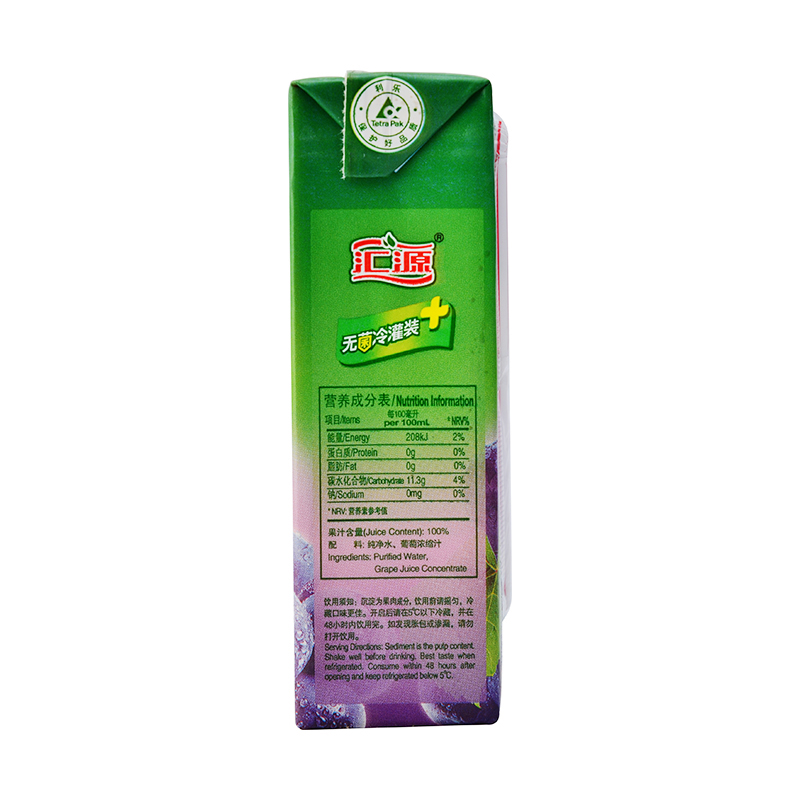 利乐
Tetra Pak
保护好品质
汇源®
无菌冷灌装+
营养成分表/Nutrition Information
项目/Items 每100毫升 per 100mL *NRV%
能量/Energy 208kJ 2%
蛋白质/Protein 0g 0%
脂肪/Fat 0g 0%
碳水化合物/Carbohydrate 11.3g 4%
钠/Sodium 0mg 0%
*NRV: 营养素参考值
果汁含量(Juice Content): 100%
配 料: 纯净水、葡萄浓缩汁
Ingredients: Purified Water,
Grape Juice Concentrate
饮用须知: 沉淀为果肉成分, 饮用前请摇匀, 冷
藏口味更佳。开启后请在5℃以下冷藏, 并在
48小时内饮用完。如发现胀包或渗漏, 请勿
打开饮用。
Serving Directions: Sediment is the pulp content.
Shake well before drinking. Best taste when
refrigerated. Consume within 48 hours after
opening and keep refrigerated below 5℃.